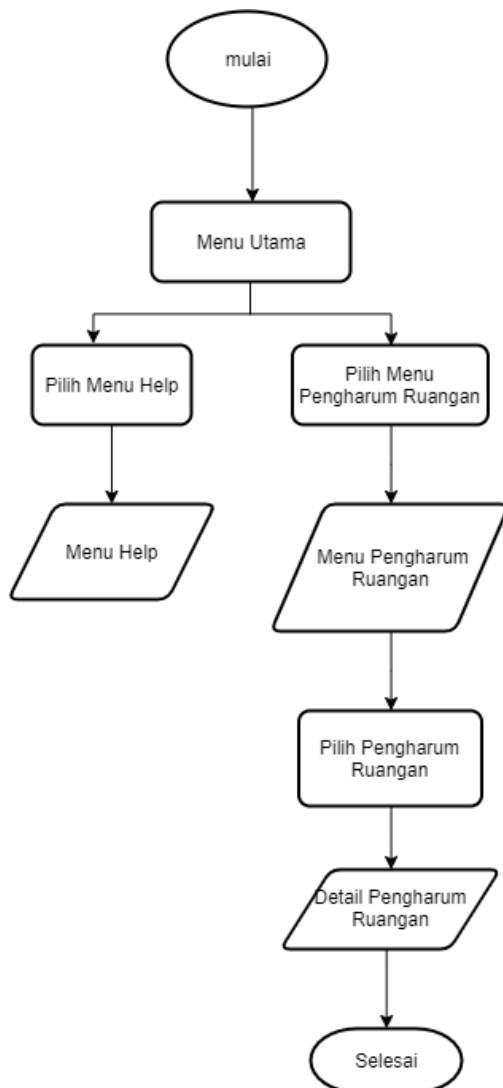 mulai
Menu Utama
Pilih Menu Help
Pilih Menu
Pengharum Ruangan
Menu Help
Menu Pengharum
Ruangan
Pilih Pengharum
Ruangan
Detail Pengharum
Ruangan
Selesai